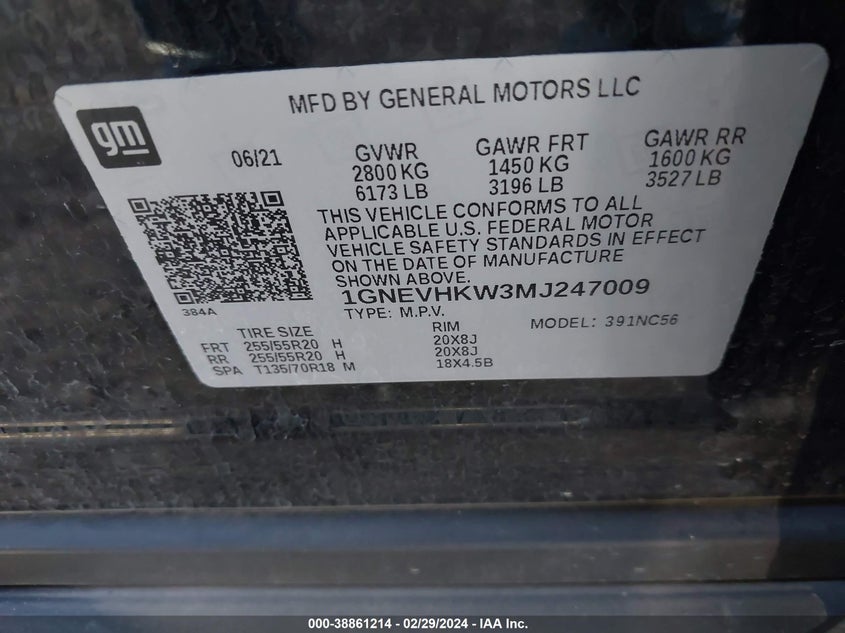 MFD BY GENERAL MOTORS LLC
gm
06/21
GVWR
2800 KG
6173 LB
GAWR FRT
1450 KG
3196 LB
GAWR RR
1600 KG
3527 LB
THIS VEHICLE CONFORMS TO ALL
APPLICABLE U.S. FEDERAL MOTOR
VEHICLE SAFETY STANDARDS IN EFFECT
ON THE DATE OF MANUFACTURE
SHOWN ABOVE.
1GNEVHKW3MJ247009
384A
TYPE: M.P.V.
MODEL: 391NC56
TIRE SIZE RIM
FRT 255/55R20 H 20X8J
RR 255/55R20 H 20X8J
SPA T135/70R18 M 18X4.5B
000-38861214 - 02/29/2024 - IAA Inc.